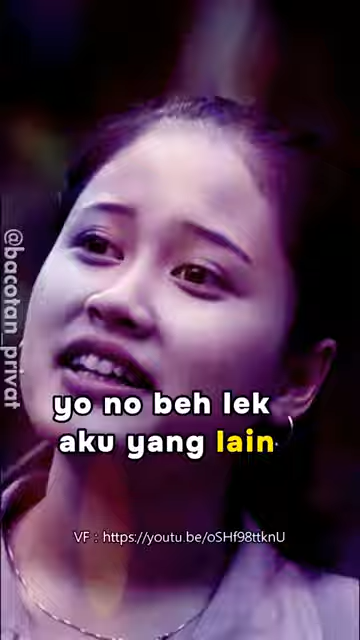 @bacotan_privat
yo no beh lek
aku yang lain
VF : https://youtu.be/oSHf98ttknU